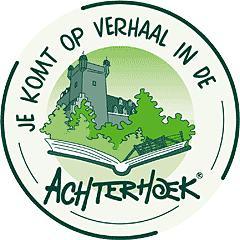 JE KOMT OP VERHAAL IN DE
ACHTERHOEK®